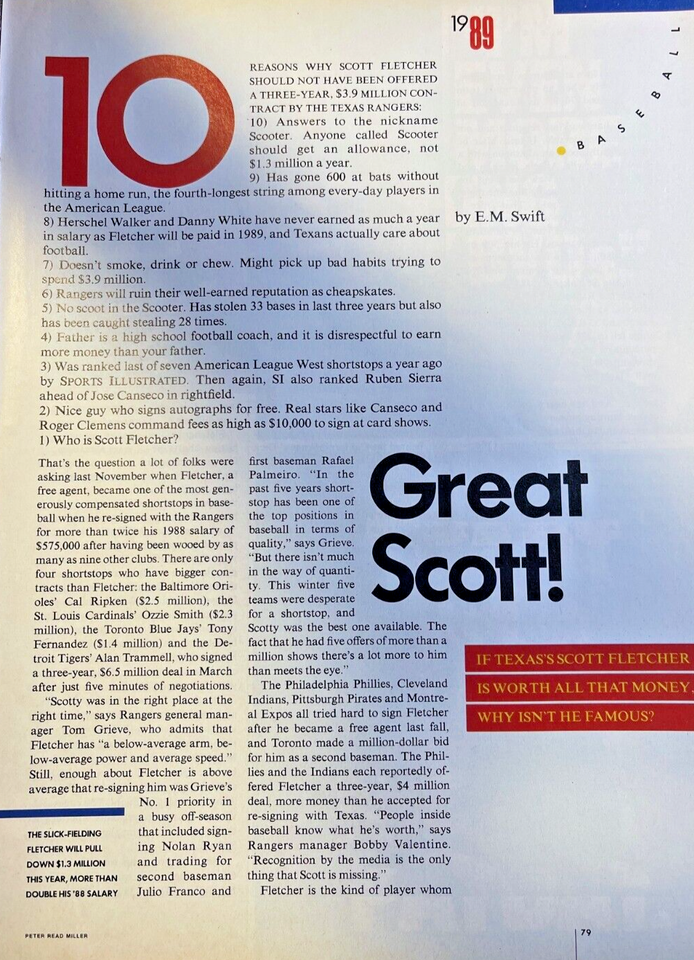 1989
BASEBALL
10
REASONS WHY SCOTT FLETCHER
SHOULD NOT HAVE BEEN OFFERED
A THREE-YEAR, $3.9 MILLION CON-
TRACT BY THE TEXAS RANGERS:
10) Answers to the nickname
Scooter. Anyone called Scooter
should get an allowance, not
$1.3 million a year.
9) Has gone 600 at bats without
hitting a home run, the fourth-longest string among every-day players in
the American League.
8) Herschel Walker and Danny White have never earned as much a year
in salary as Fletcher will be paid in 1989, and Texans actually care about
football.
7) Doesn't smoke, drink or chew. Might pick up bad habits trying to
spend $3.9 million.
6) Rangers will ruin their well-earned reputation as cheapskates.
5) No scoot in the Scooter. Has stolen 33 bases in last three years but also
has been caught stealing 28 times.
4) Father is a high school football coach, and it is disrespectful to earn
more money than your father.
3) Was ranked last of seven American League West shortstops a year ago
by SPORTS ILLUSTRATED. Then again, SI also ranked Ruben Sierra
ahead of Jose Canseco in rightfield.
2) Nice guy who signs autographs for free. Real stars like Canseco and
Roger Clemens command fees as high as $10,000 to sign at card shows.
1) Who is Scott Fletcher?
by E.M. Swift
That's the question a lot of folks were
asking last November when Fletcher, a
free agent, became one of the most gen-
erously compensated shortstops in base-
ball when he re-signed with the Rangers
for more than twice his 1988 salary of
$575,000 after having been wooed by as
many as nine other clubs. There are only
four shortstops who have bigger con-
tracts than Fletcher: the Baltimore Ori-
oles' Cal Ripken ($2.5 million), the
St. Louis Cardinals' Ozzie Smith ($2.3
million), the Toronto Blue Jays' Tony
Fernandez ($1.4 million) and the De-
troit Tigers' Alan Trammell, who signed
a three-year, $6.5 million deal in March
after just five minutes of negotiations.
"Scotty was in the right place at the
right time," says Rangers general man-
ager Tom Grieve, who admits that
Fletcher has "a below-average arm, be-
low-average power and average speed."
Still, enough about Fletcher is above
average that re-signing him was Grieve's
No. 1 priority in
a busy off-season
that included sign-
ing Nolan Ryan
and trading for
second baseman
Julio Franco and
first baseman Rafael
Palmeiro. "In the
past five years short-
stop has been one of
the top positions in
baseball in terms of
quality," says Grieve.
"But there isn't much
in the way of quanti-
ty. This winter five
teams were desperate
for a shortstop, and
Scotty was the best one available. The
fact that he had five offers of more than a
million shows there's a lot more to him
than meets the eye."
The Philadelphia Phillies, Cleveland
Indians, Pittsburgh Pirates and Montre-
al Expos all tried hard to sign Fletcher
after he became a free agent last fall,
and Toronto made a million-dollar bid
for him as a second baseman. The Phil-
lies and the Indians each reportedly of-
fered Fletcher a three-year, $4 million
deal, more money than he accepted for
re-signing with Texas. "People inside
baseball know what he's worth," says
Rangers manager Bobby Valentine.
"Recognition by the media is the only
thing that Scott is missing."
Fletcher is the kind of player whom
Great
Scott!
IF TEXAS'S SCOTT FLETCHER
IS WORTH ALL THAT MONEY,
WHY ISN'T HE FAMOUS?
THE SLICK-FIELDING
FLETCHER WILL PULL
DOWN $1.3 MILLION
THIS YEAR, MORE THAN
DOUBLE HIS '88 SALARY
PETER READ MILLER
79